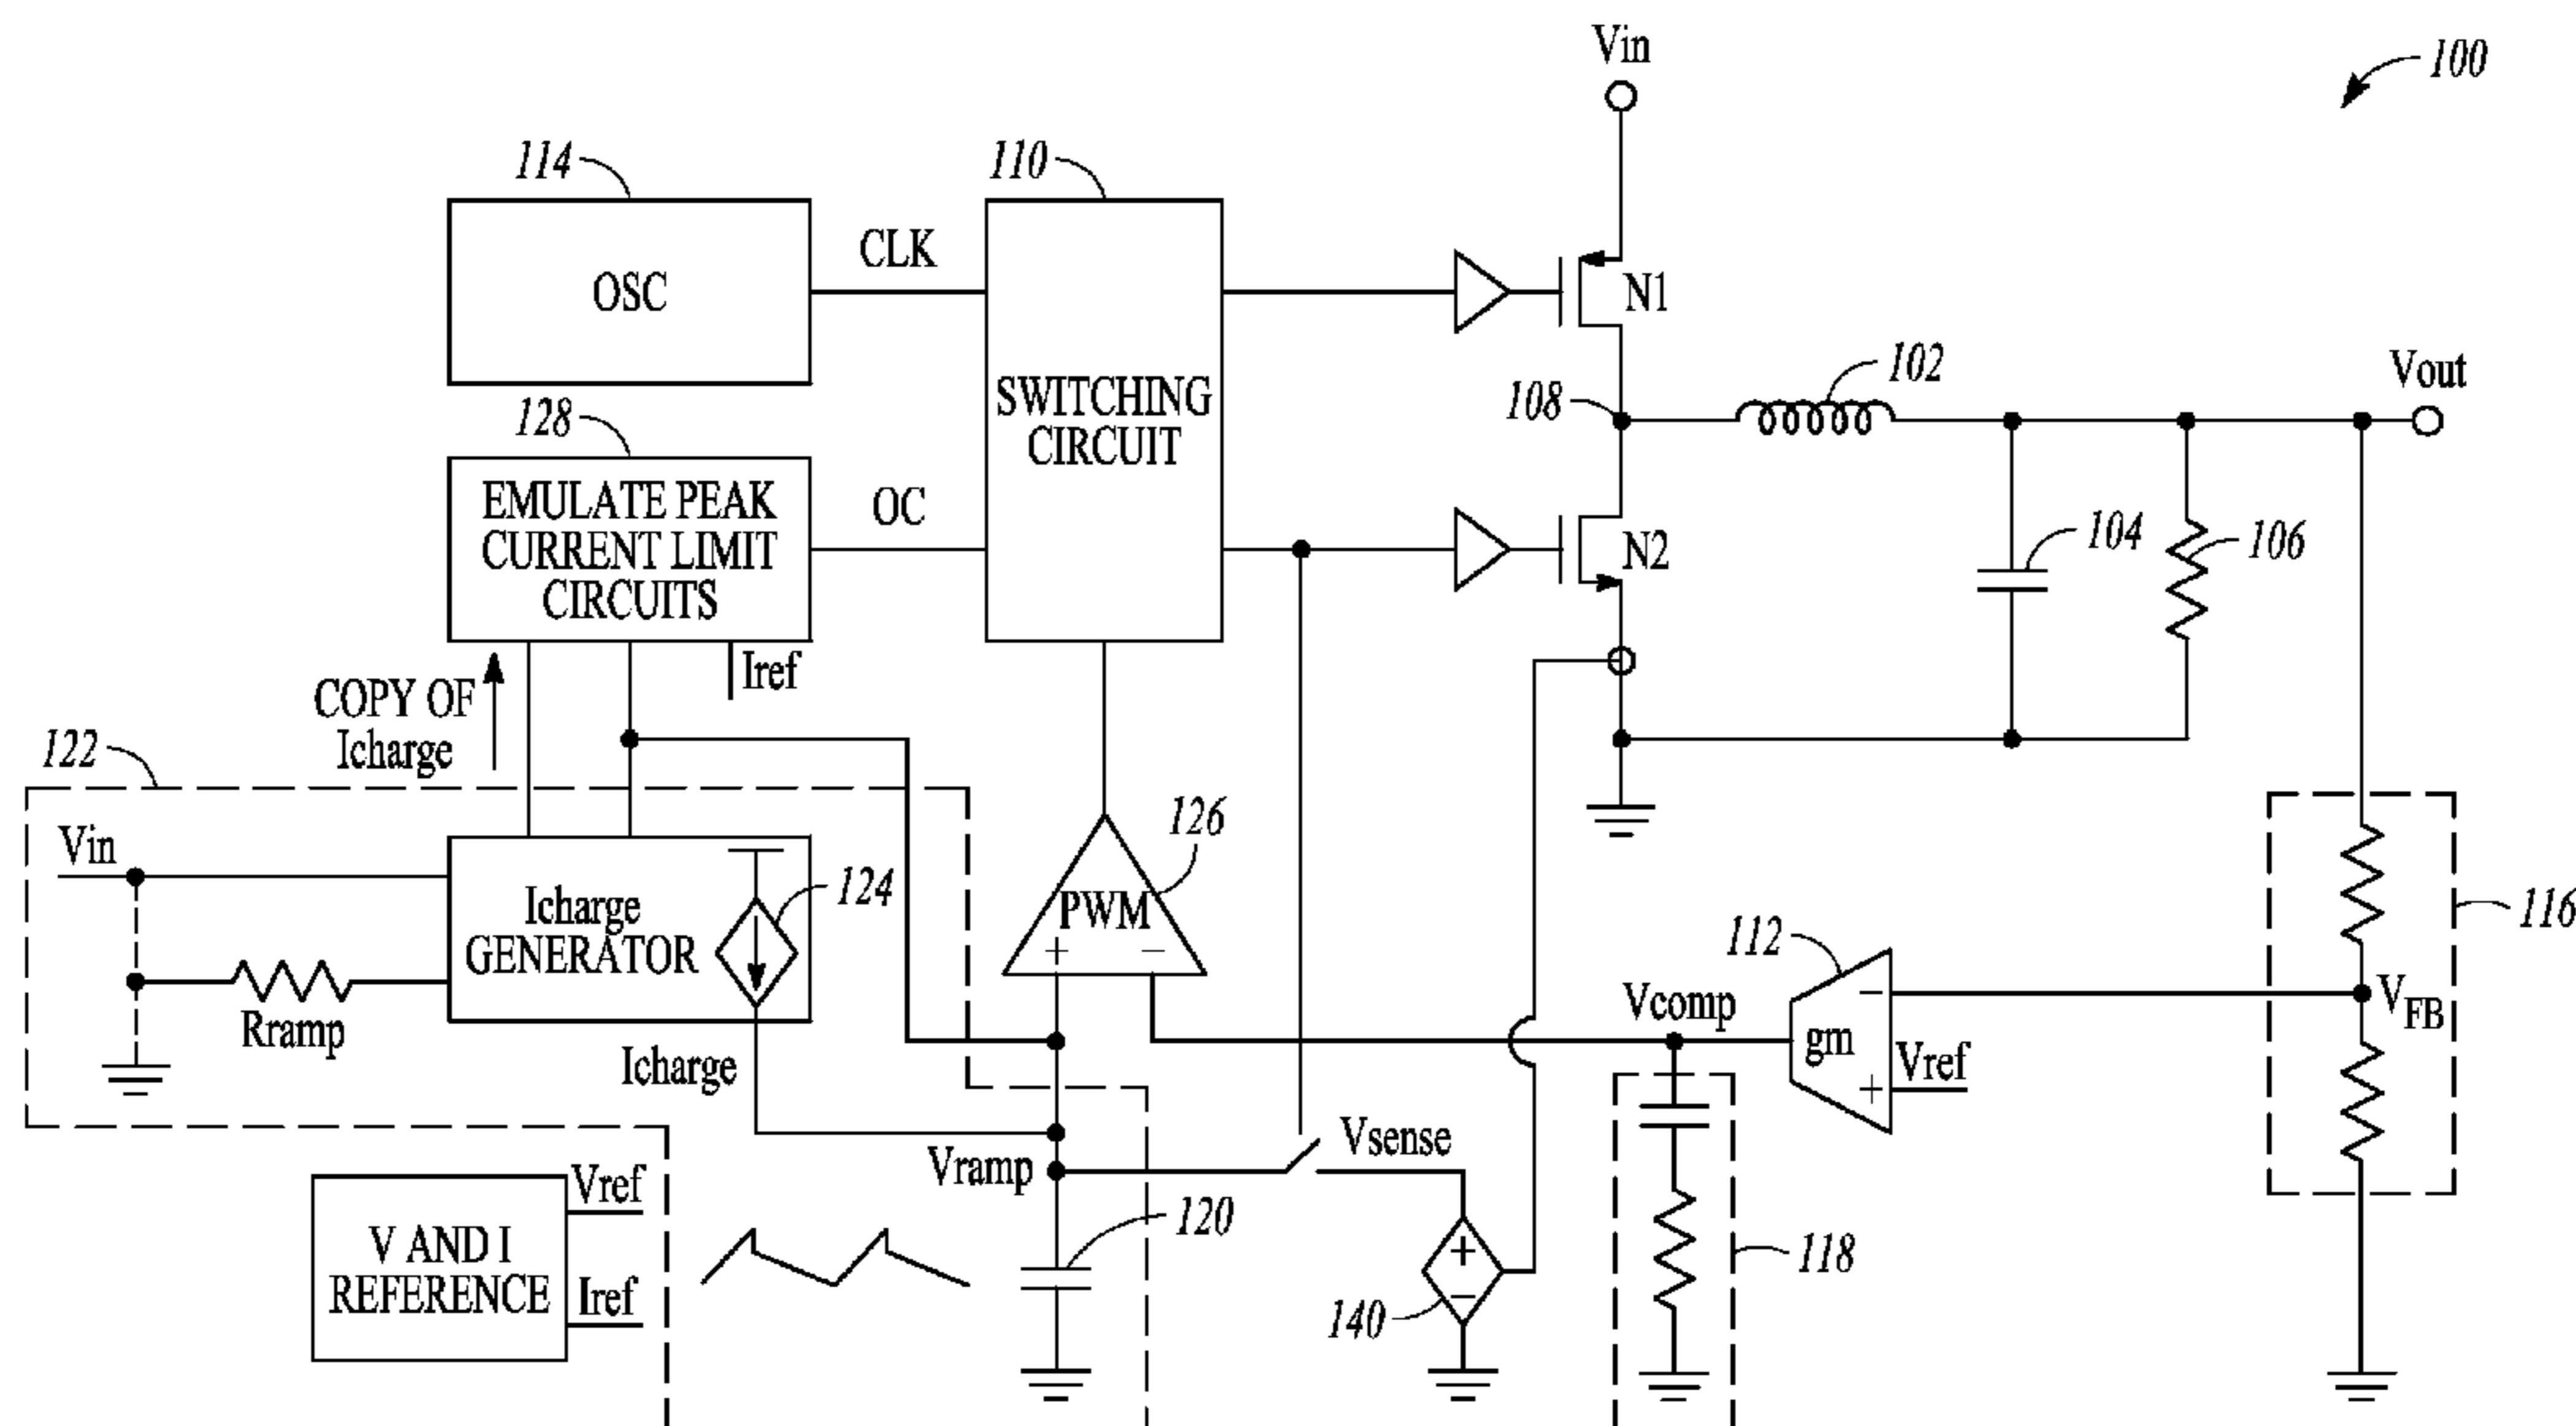 Vin
100
114
110
OSC
CLK
N1
128
SWITCHING
CIRCUIT
108
102
Vout
EMULATE PEAK
CURRENT LIMIT
CIRCUITS
OC
N2
104
106
Iref
COPY OF
Icharge
122
Vin
Icharge
GENERATOR
124
126
PWM
+ −
Rramp
Icharge
112
−
gm
+
Vref
Vcomp
116
VFB
Vramp
Vsense
120
V AND I
REFERENCE
Vref
Iref
+
−
140
118